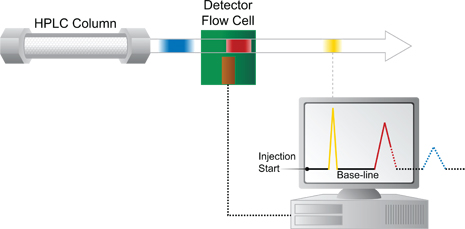 HPLC Column
Detector
Flow Cell
Injection
Start
Base-line